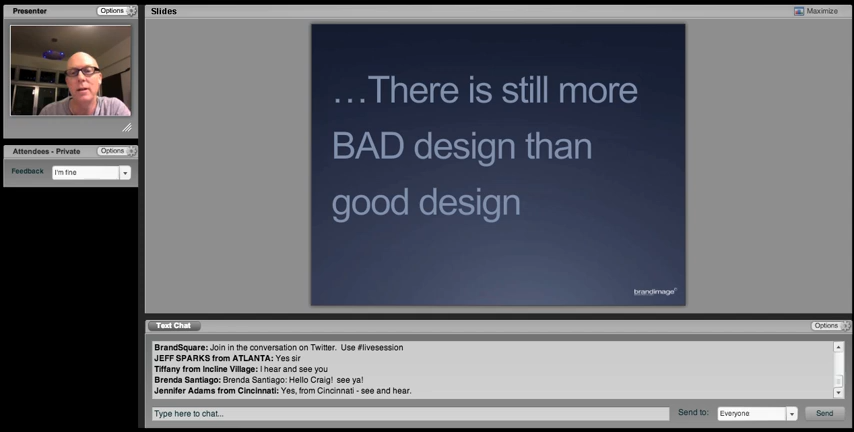 Presenter
Options
Attendees - Private
Options
Feedback
I'm fine
Slides
Maximize
…There is still more
BAD design than
good design
brandimage
Text Chat
Options
BrandSquare: Join in the conversation on Twitter. Use #livesession
JEFF SPARKS from ATLANTA: Yes sir
Tiffany from Incline Village: I hear and see you
Brenda Santiago: Brenda Santiago: Hello Craig! see ya!
Jennifer Adams from Cincinnati: Yes, from Cincinnati - see and hear.
Type here to chat...
Send to:
Everyone
Send